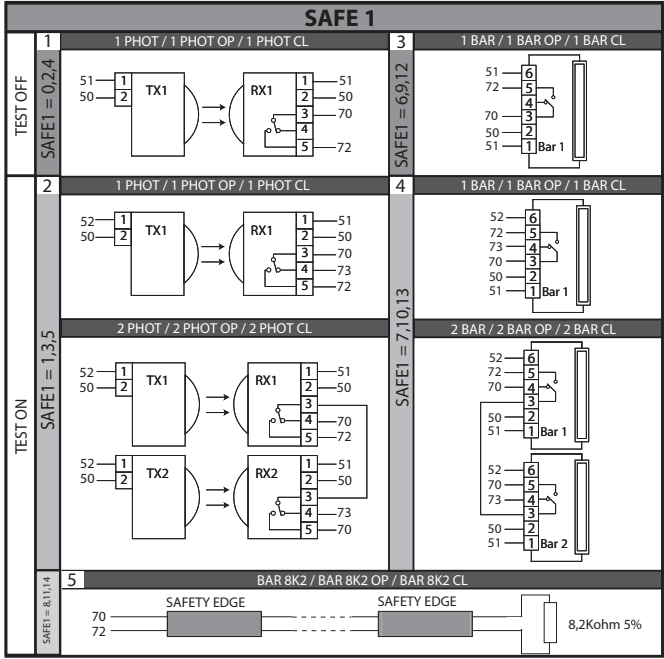 SAFE 1
TEST OFF
SAFE1 = 0,2,4
1
1 PHOT / 1 PHOT OP / 1 PHOT CL
51 1
50 2
TX1
RX1
1 51
2 50
3 70
4
5 72
SAFE1 = 6,9,12
3
1 BAR / 1 BAR OP / 1 BAR CL
51 6
72 5
4
70 3
50 2
51 1 Bar 1
TEST ON
SAFE1 = 1,3,5
2
1 PHOT / 1 PHOT OP / 1 PHOT CL
52 1
50 2
TX1
RX1
1 51
2 50
3 70
4 73
5 72
2 PHOT / 2 PHOT OP / 2 PHOT CL
52 1
50 2
TX1
RX1
1 51
2 50
3
4 70
5 72
52 1
50 2
TX2
RX2
1 51
2 50
3
4 73
5 70
SAFE1 = 7,10,13
4
1 BAR / 1 BAR OP / 1 BAR CL
52 6
72 5
73 4
70 3
50 2
51 1 Bar 1
2 BAR / 2 BAR OP / 2 BAR CL
52 6
72 5
70 4
3
50 2
51 1 Bar 1
52 6
70 5
73 4
3
50 2
51 1 Bar 2
SAFE1 = 8,11,14
5
BAR 8K2 / BAR 8K2 OP / BAR 8K2 CL
SAFETY EDGE SAFETY EDGE
70
72
8,2Kohm 5%